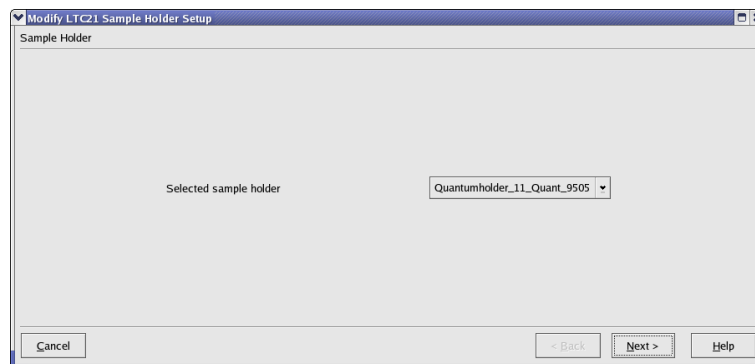 Modify LTC21 Sample Holder Setup
Sample Holder
Selected sample holder
Quantumholder_11_Quant_9505
Cancel
< Back
Next >
Help